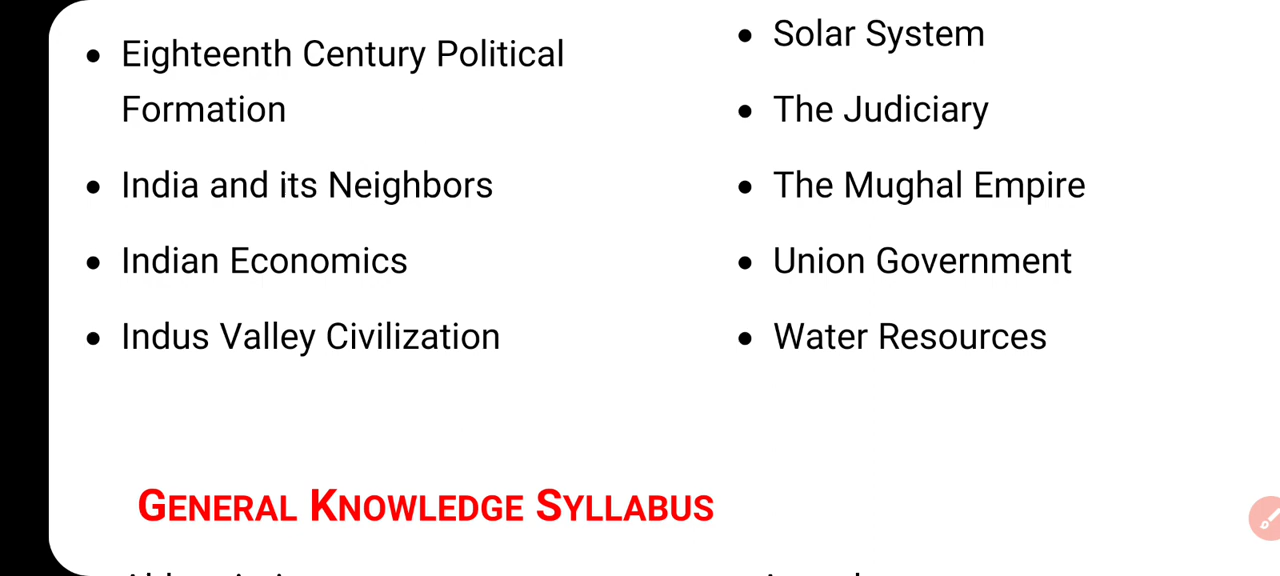 • Eighteenth Century Political
Formation
• India and its Neighbors
• Indian Economics
• Indus Valley Civilization
• Solar System
• The Judiciary
• The Mughal Empire
• Union Government
• Water Resources
GENERAL KNOWLEDGE SYLLABUS